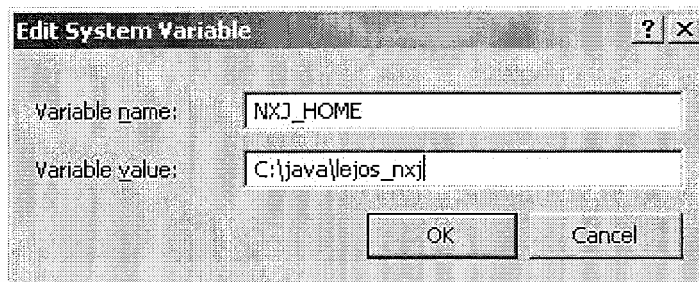 Edit System Variable ? ×
Variable name: NXJ_HOME
Variable value: C:\java\lejos_nxj
OK Cancel